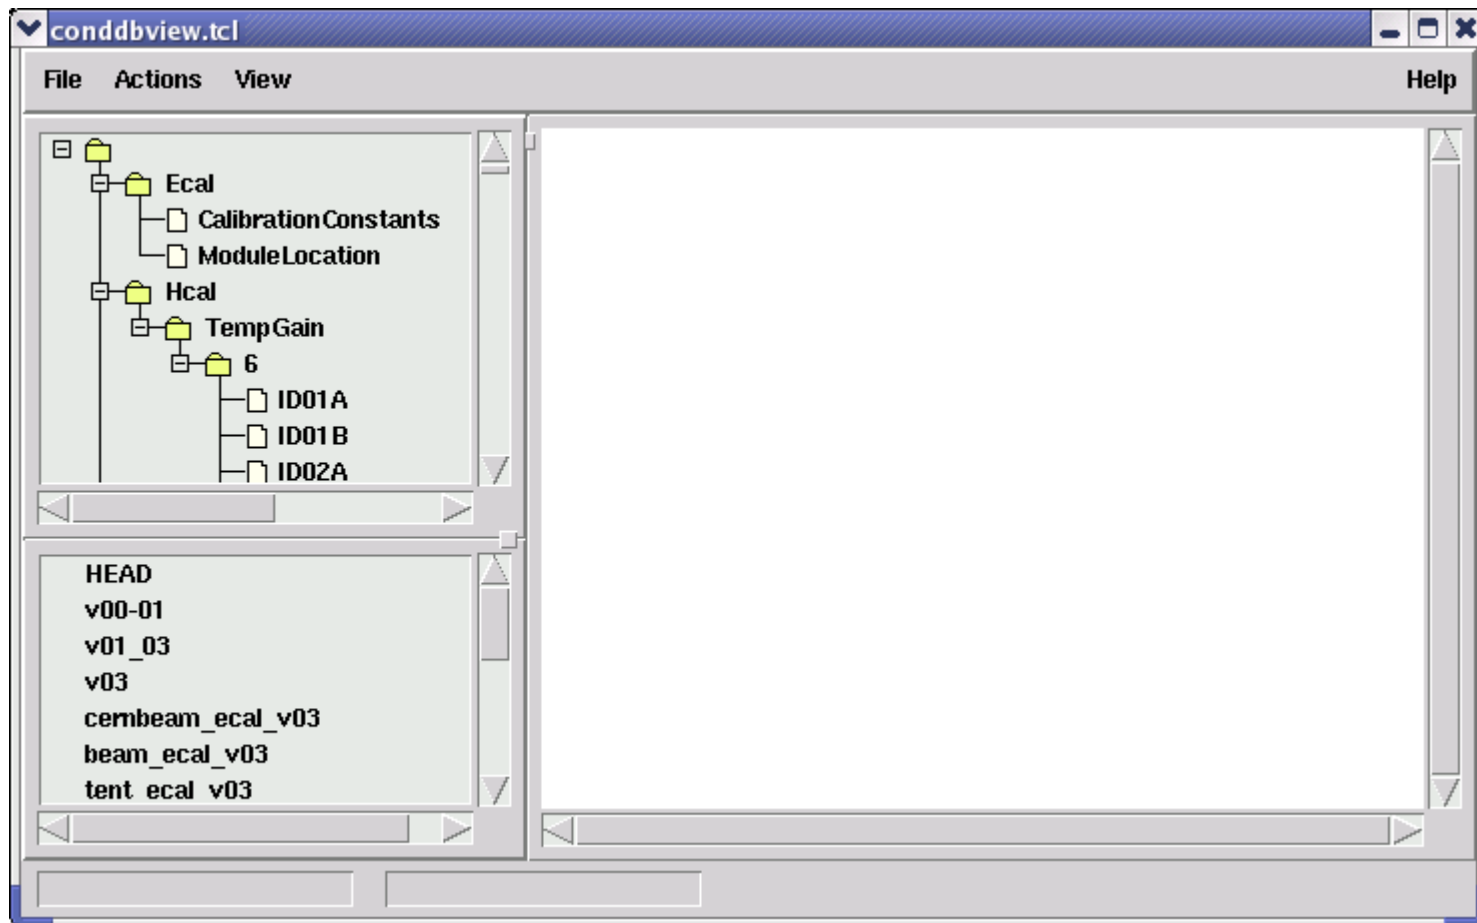 conddbview.tcl
File Actions View Help
Ecal
CalibrationConstants
ModuleLocation
Hcal
TempGain
6
ID01A
ID01B
ID02A
HEAD
v00-01
v01_03
v03
cernbeam_ecal_v03
beam_ecal_v03
tent_ecal_v03